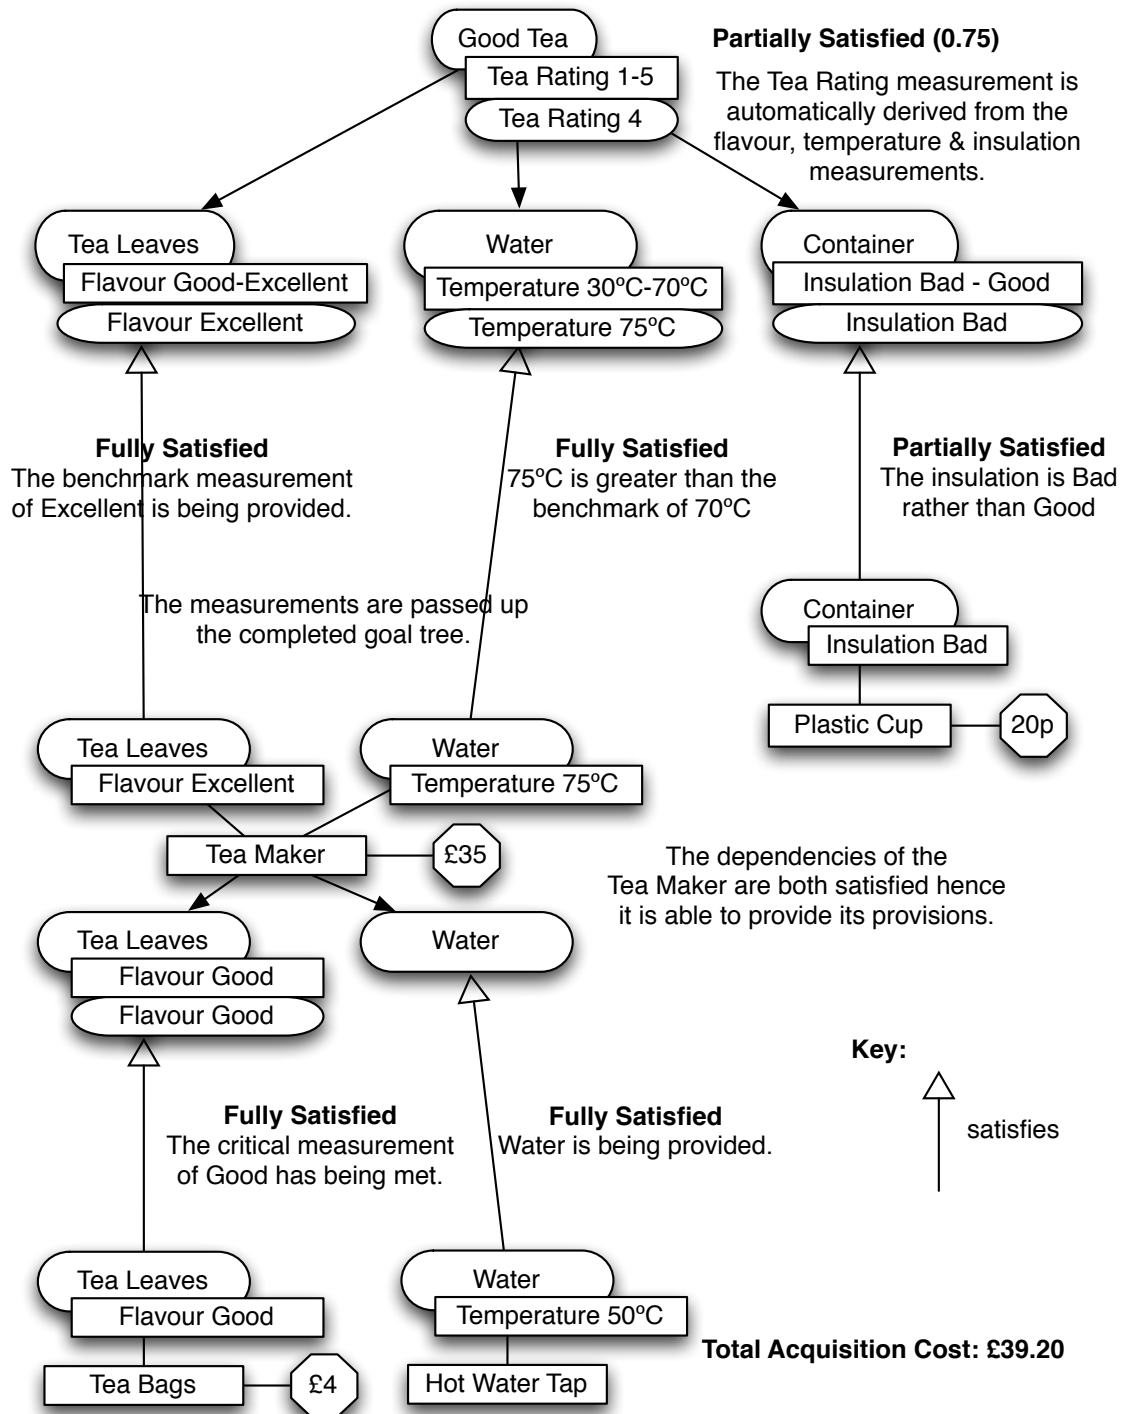 Good Tea
Tea Rating 1-5
Tea Rating 4
Partially Satisfied (0.75)
The Tea Rating measurement is
automatically derived from the
flavour, temperature & insulation
measurements.
Tea Leaves
Flavour Good-Excellent
Flavour Excellent
Water
Temperature 30ºC-70ºC
Temperature 75ºC
Container
Insulation Bad - Good
Insulation Bad
Fully Satisfied
The benchmark measurement
of Excellent is being provided.
Fully Satisfied
75ºC is greater than the
benchmark of 70ºC
Partially Satisfied
The insulation is Bad
rather than Good
The measurements are passed up
the completed goal tree.
Container
Insulation Bad
Plastic Cup
20p
Tea Leaves
Flavour Excellent
Water
Temperature 75ºC
Tea Maker
£35
The dependencies of the
Tea Maker are both satisfied hence
it is able to provide its provisions.
Tea Leaves
Flavour Good
Flavour Good
Water
Key:
satisfies
Fully Satisfied
The critical measurement
of Good has being met.
Fully Satisfied
Water is being provided.
Tea Leaves
Flavour Good
Tea Bags
£4
Water
Temperature 50ºC
Hot Water Tap
Total Acquisition Cost: £39.20